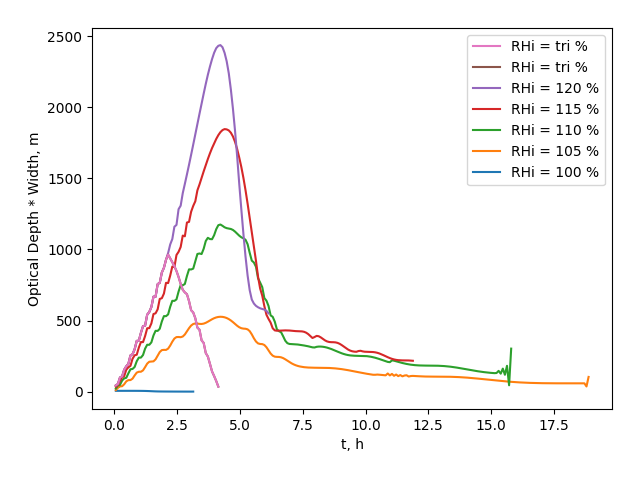 2500
2000
1500
1000
500
0
Optical Depth * Width, m
RHi = tri %
RHi = tri %
RHi = 120 %
RHi = 115 %
RHi = 110 %
RHi = 105 %
RHi = 100 %
0.0 2.5 5.0 7.5 10.0 12.5 15.0 17.5
t, h